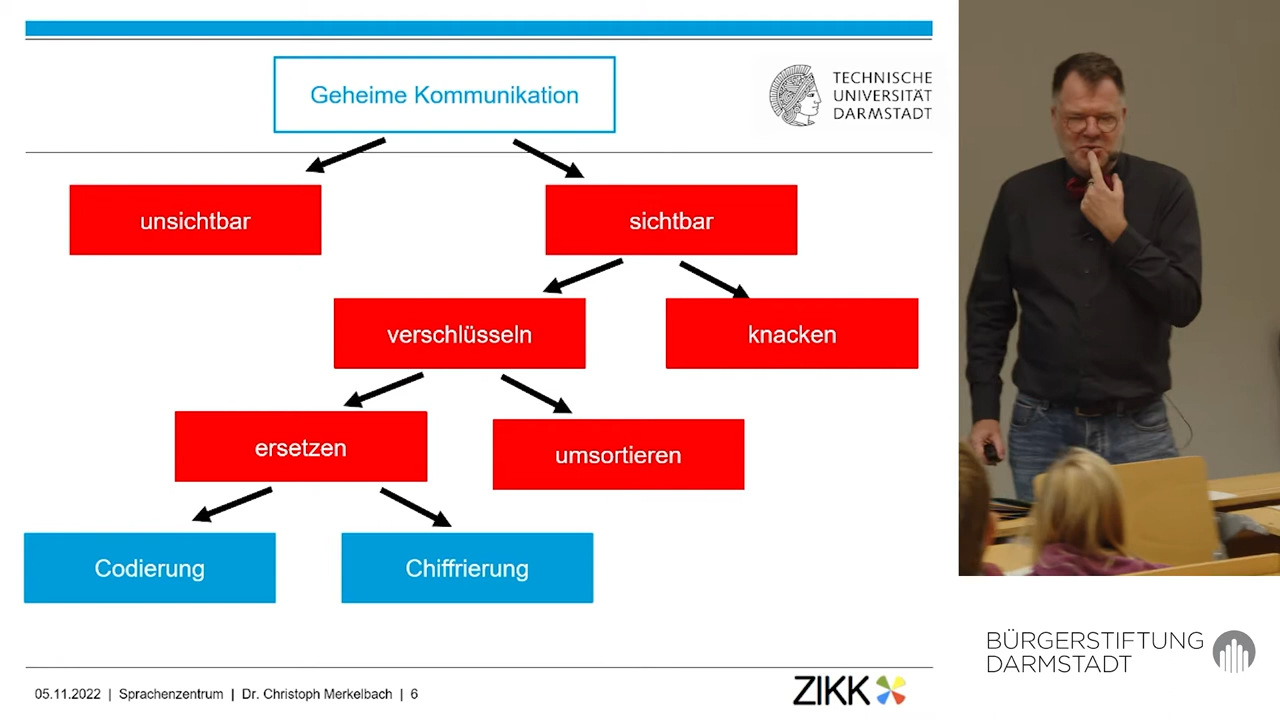 Geheime Kommunikation
TECHNISCHE
UNIVERSITÄT
DARMSTADT
unsichtbar
sichtbar
verschlüsseln
knacken
ersetzen
umsortieren
Codierung
Chiffrierung
05.11.2022 | Sprachenzentrum | Dr. Christoph Merkelbach | 6
ZIKK
BÜRGERSTIFTUNG
DARMSTADT